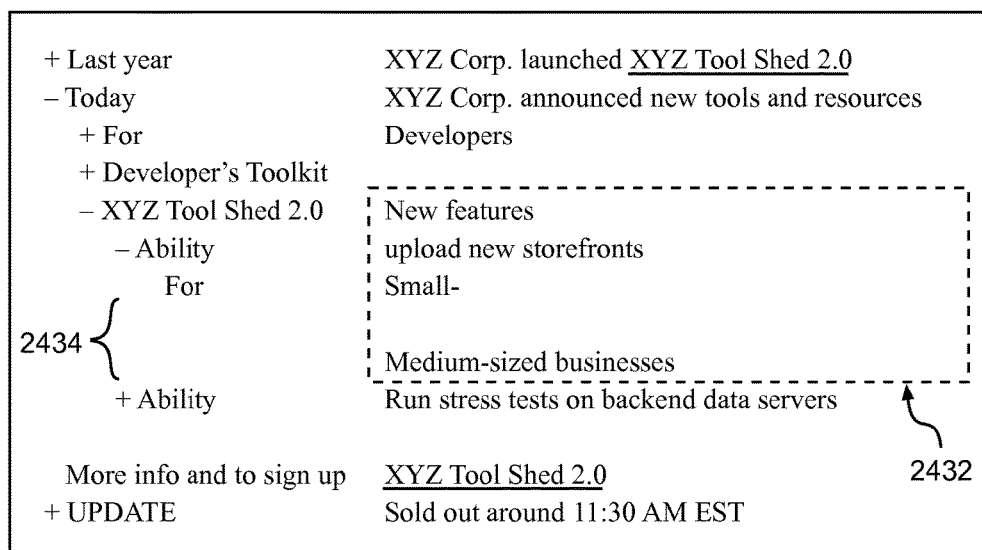 + Last year XYZ Corp. launched XYZ Tool Shed 2.0
– Today XYZ Corp. announced new tools and resources
+ For Developers
+ Developer's Toolkit
– XYZ Tool Shed 2.0 New features
– Ability upload new storefronts
For Small-
2434
Medium-sized businesses
+ Ability Run stress tests on backend data servers
More info and to sign up XYZ Tool Shed 2.0
2432
+ UPDATE Sold out around 11:30 AM EST